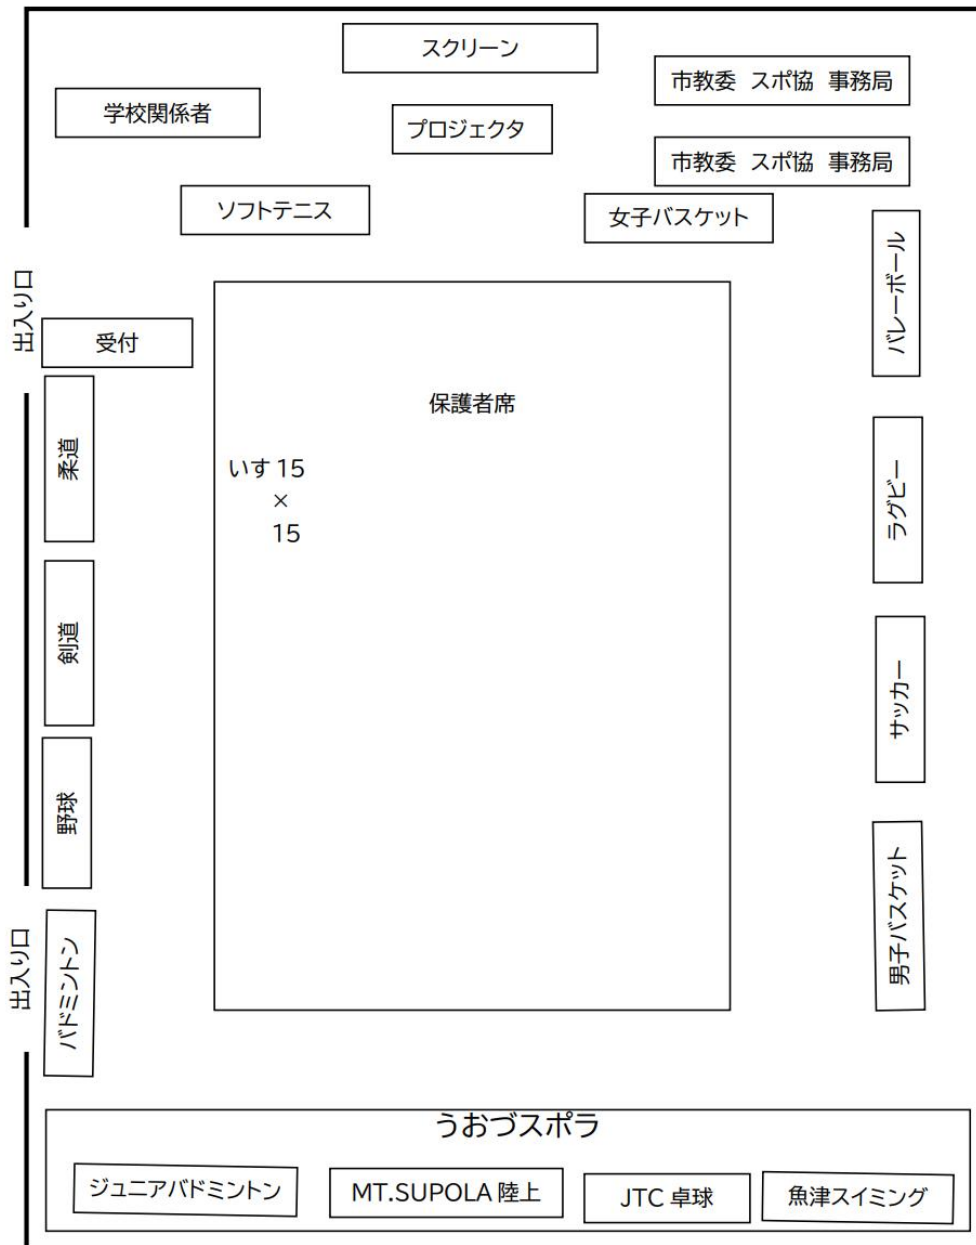 スクリーン
市教委 スポ協 事務局
学校関係者
プロジェクタ
市教委 スポ協 事務局
ソフトテニス
女子バスケット
バレーボール
出入り口
受付
保護者席
柔道
いす 15
×
15
ラグビー
剣道
サッカー
野球
男子バスケット
出入り口
バドミントン
うおづスポラ
ジュニアバドミントン
MT.SUPOLA 陸上
JTC 卓球
魚津スイミング